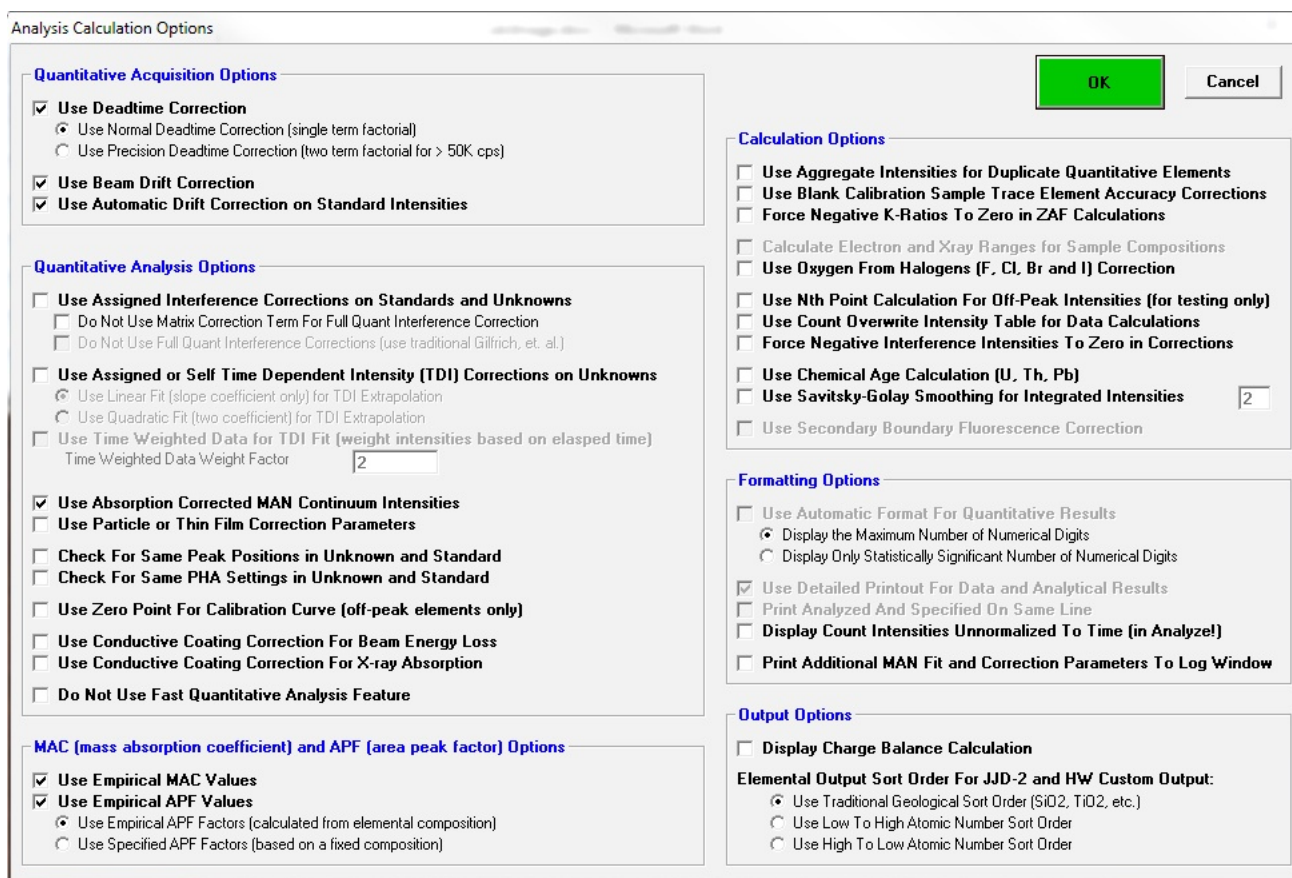 Analysis Calculation Options
Quantitative Acquisition Options
Use Deadtime Correction
Use Normal Deadtime Correction (single term factorial)
Use Precision Deadtime Correction (two term factorial for > 50K cps)
Use Beam Drift Correction
Use Automatic Drift Correction on Standard Intensities
Quantitative Analysis Options
Use Assigned Interference Corrections on Standards and Unknowns
Do Not Use Matrix Correction Term For Full Quant Interference Correction
Do Not Use Full Quant Interference Corrections (use traditional Gilfrich, et. al.)
Use Assigned or Self Time Dependent Intensity (TDI) Corrections on Unknowns
Use Linear Fit (slope coefficient only) for TDI Extrapolation
Use Quadratic Fit (two coefficient) for TDI Extrapolation
Use Time Weighted Data for TDI Fit (weight intensities based on elasped time)
Time Weighted Data Weight Factor 2
Use Absorption Corrected MAN Continuum Intensities
Use Particle or Thin Film Correction Parameters
Check For Same Peak Positions in Unknown and Standard
Check For Same PHA Settings in Unknown and Standard
Use Zero Point For Calibration Curve (off-peak elements only)
Use Conductive Coating Correction For Beam Energy Loss
Use Conductive Coating Correction For X-ray Absorption
Do Not Use Fast Quantitative Analysis Feature
MAC (mass absorption coefficient) and APF (area peak factor) Options
Use Empirical MAC Values
Use Empirical APF Values
Use Empirical APF Factors (calculated from elemental composition)
Use Specified APF Factors (based on a fixed composition)
OK
Cancel
Calculation Options
Use Aggregate Intensities for Duplicate Quantitative Elements
Use Blank Calibration Sample Trace Element Accuracy Corrections
Force Negative K-Ratios To Zero in ZAF Calculations
Calculate Electron and Xray Ranges for Sample Compositions
Use Oxygen From Halogens (F, Cl, Br and I) Correction
Use Nth Point Calculation For Off-Peak Intensities (for testing only)
Use Count Overwrite Intensity Table for Data Calculations
Force Negative Interference Intensities To Zero in Corrections
Use Chemical Age Calculation (U, Th, Pb)
Use Savitsky-Golay Smoothing for Integrated Intensities 2
Use Secondary Boundary Fluorescence Correction
Formatting Options
Use Automatic Format For Quantitative Results
Display the Maximum Number of Numerical Digits
Display Only Statistically Significant Number of Numerical Digits
Use Detailed Printout For Data and Analytical Results
Print Analyzed And Specified On Same Line
Display Count Intensities Unnormalized To Time (in Analyze!)
Print Additional MAN Fit and Correction Parameters To Log Window
Output Options
Display Charge Balance Calculation
Elemental Output Sort Order For JJD-2 and HW Custom Output:
Use Traditional Geological Sort Order (SiO2, TiO2, etc.)
Use Low To High Atomic Number Sort Order
Use High To Low Atomic Number Sort Order